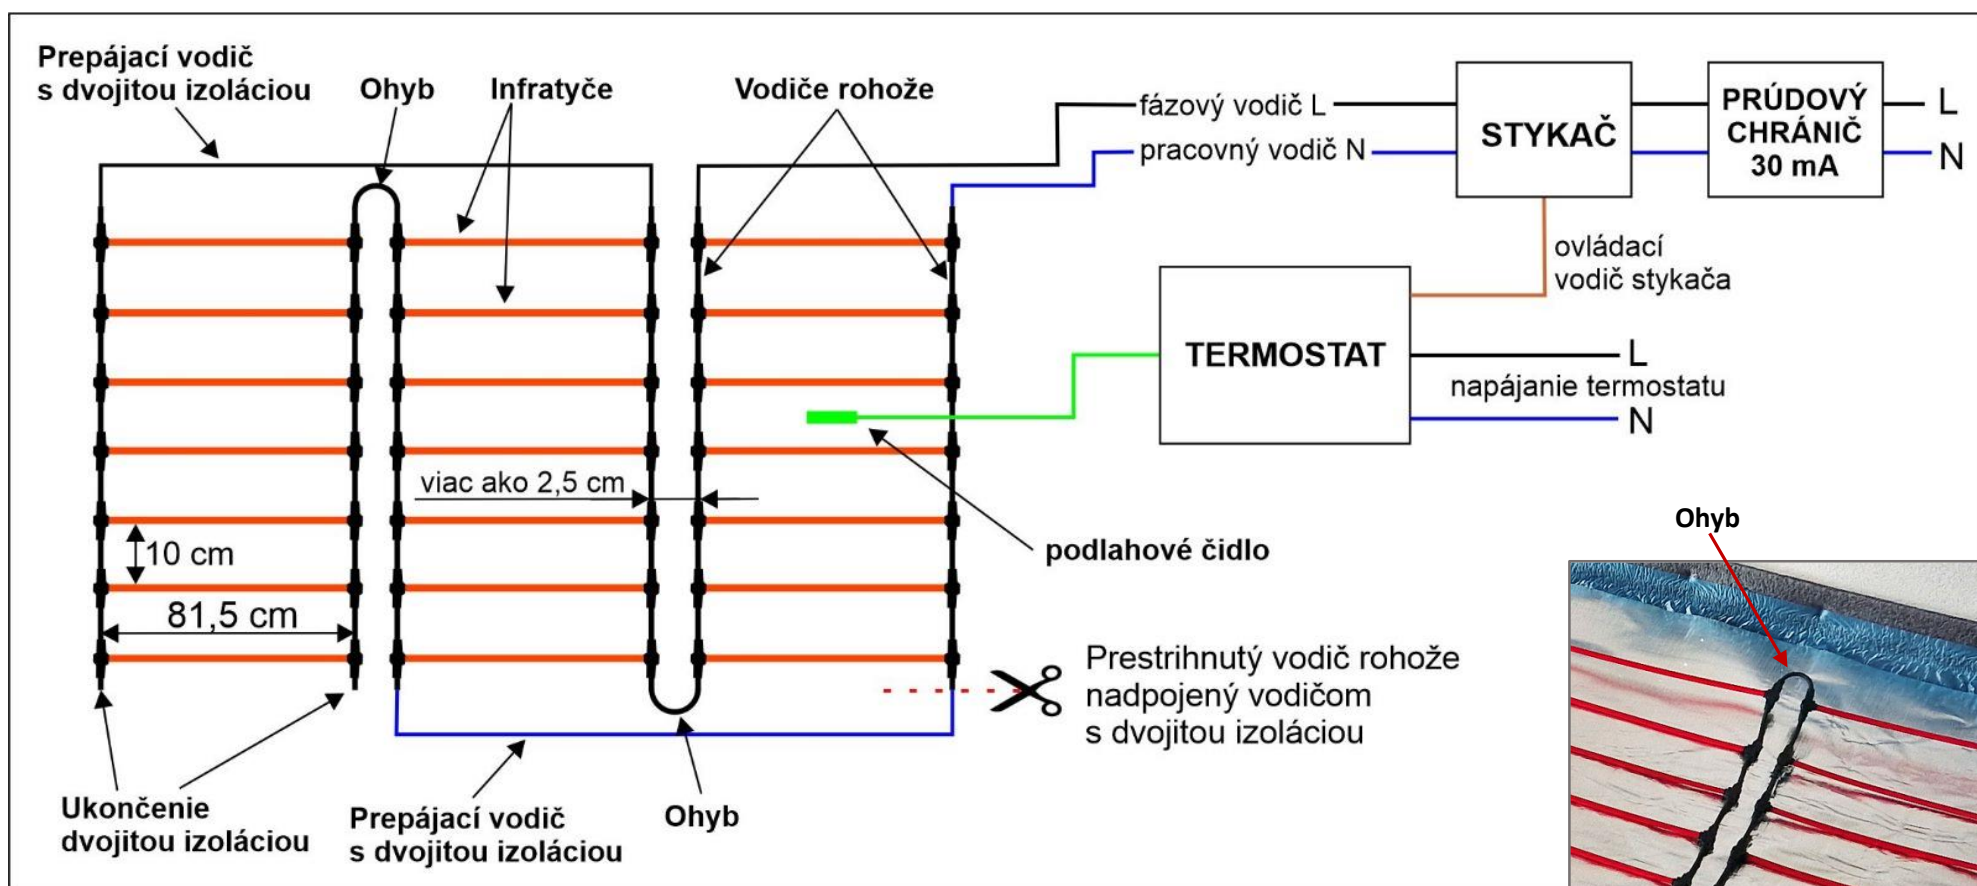 Prepájací vodič
s dvojitou izoláciou
Ohyb
Infratyče
Vodiče rohože
fázový vodič L
pracovný vodič N
STYKAČ
PRÚDOVÝ
CHRÁNIČ
30 mA
L
N
ovládací
vodič stykača
TERMOSTAT
L
napájanie termostatu
N
viac ako 2,5 cm
10 cm
81,5 cm
podlahové čidlo
Ohyb
Prestrihnutý vodič rohože
nadpojený vodičom
s dvojitou izoláciou
Ukončenie
dvojitou izoláciou
Prepájací vodič
s dvojitou izoláciou
Ohyb